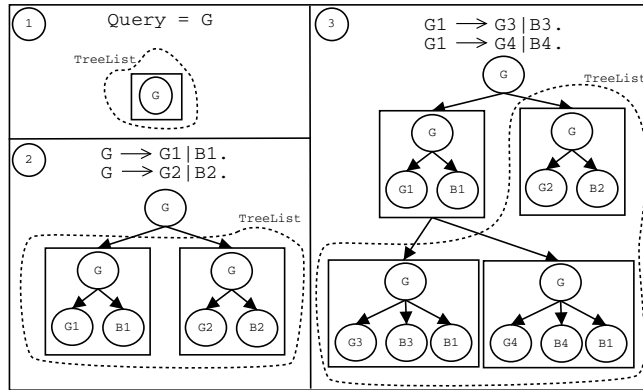 1
Query = G
TreeList
G
2
G → G1|B1.
G → G2|B2.
G
TreeList
G
G
G1
B1
G2
B2
3
G1 → G3|B3.
G1 → G4|B4.
G
TreeList
G
G
G1
B1
G2
B2
G
G
G3
B3
B1
G4
B4
B1